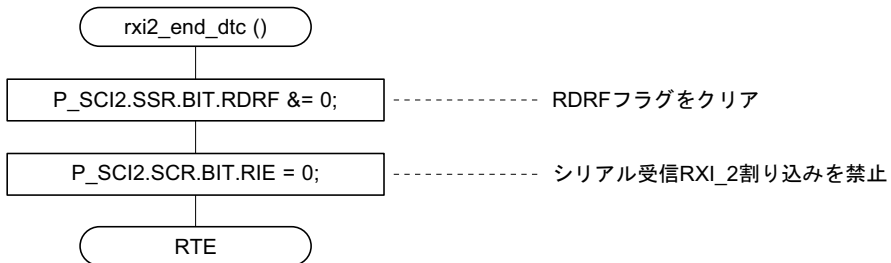 rxi2_end_dtc ()
P_SCI2.SSR.BIT.RDRF &= 0; RDRFフラグをクリア
P_SCI2.SCR.BIT.RIE = 0; シリアル受信RXI_2割り込みを禁止
RTE